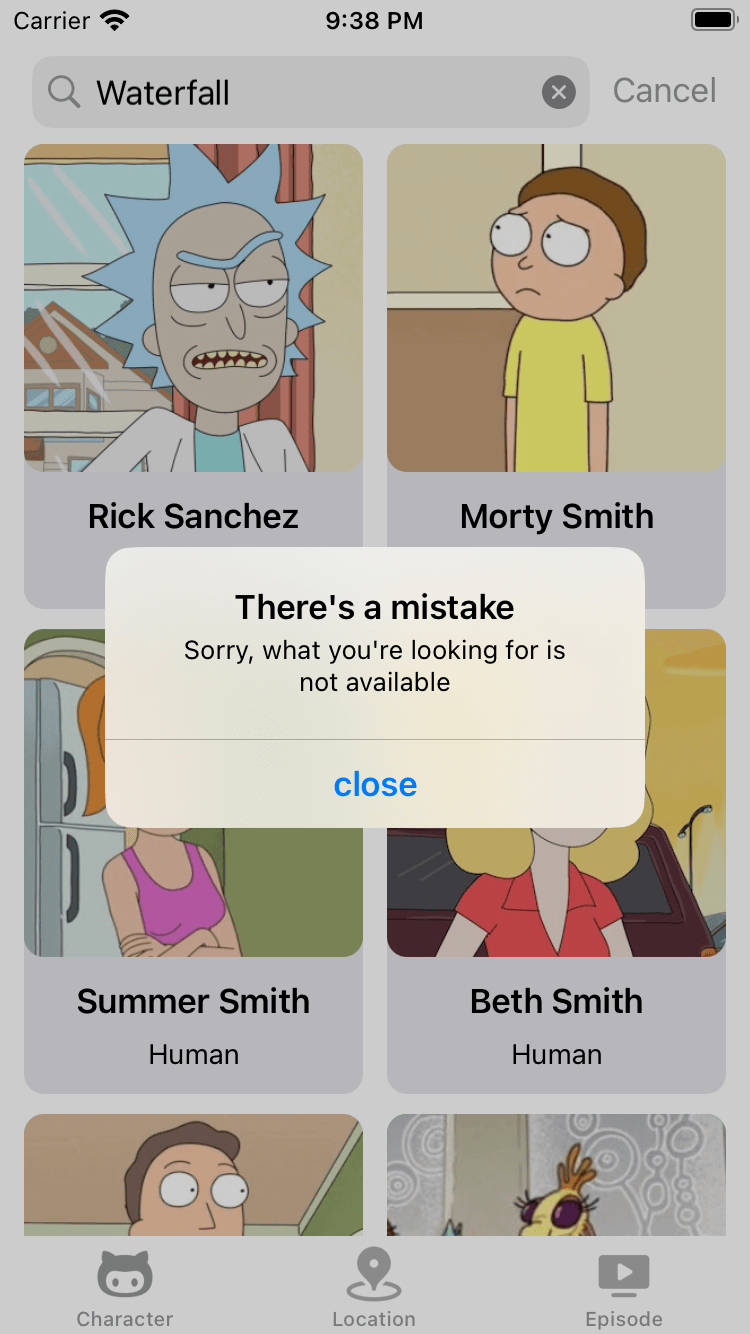 Carrier 9:38 PM
Waterfall Cancel
Rick Sanchez Morty Smith
There's a mistake
Sorry, what you're looking for is
not available
close
Summer Smith Beth Smith
Human Human
Character Location Episode